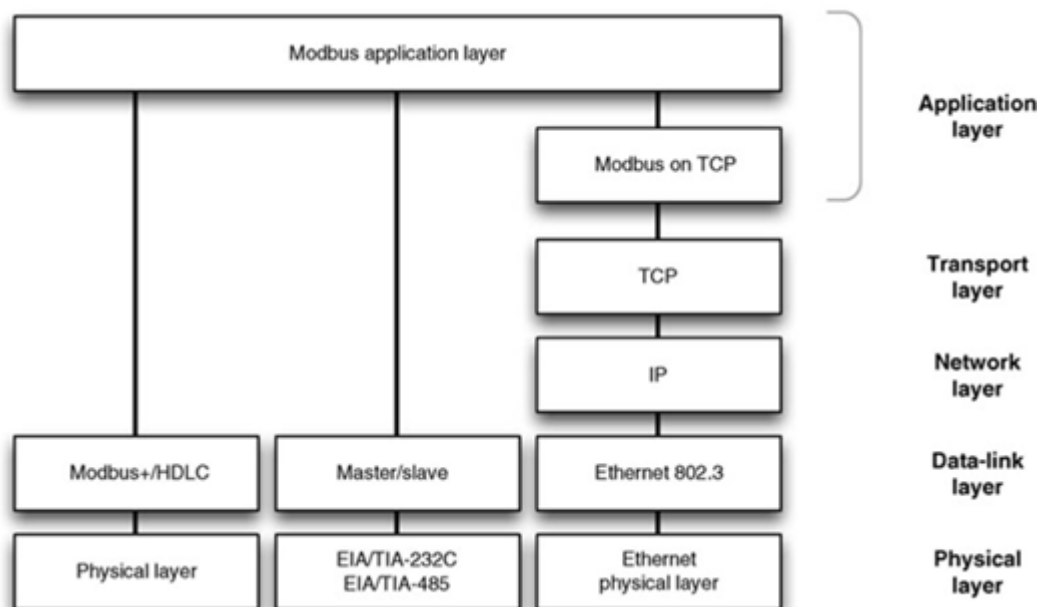 Modbus application layer
Application
layer
Modbus on TCP
TCP
Transport
layer
IP
Network
layer
Modbus+/HDLC
Master/slave
Ethernet 802.3
Data-link
layer
Physical layer
EIA/TIA-232C
EIA/TIA-485
Ethernet
physical layer
Physical
layer